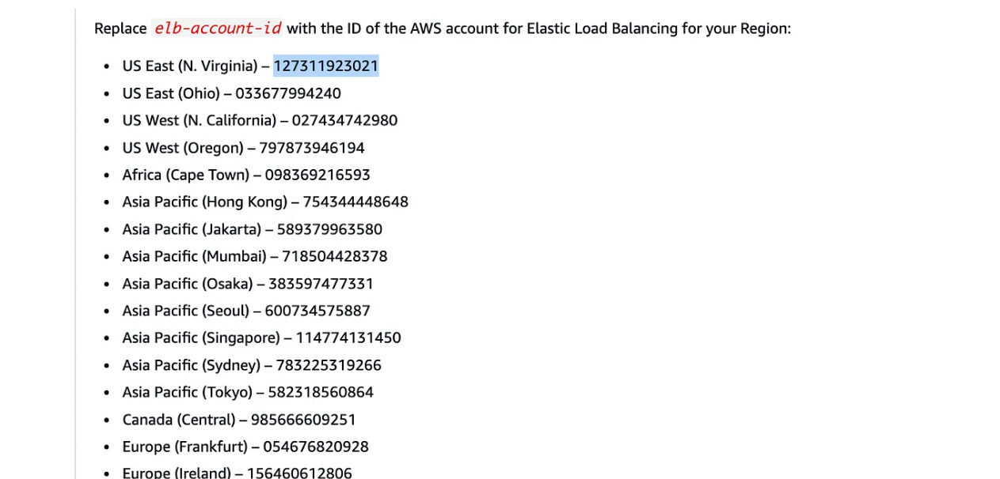 Replace elb-account-id with the ID of the AWS account for Elastic Load Balancing for your Region:
• US East (N. Virginia) – 127311923021
• US East (Ohio) – 033677994240
• US West (N. California) – 027434742980
• US West (Oregon) – 797873946194
• Africa (Cape Town) – 098369216593
• Asia Pacific (Hong Kong) – 754344448648
• Asia Pacific (Jakarta) – 589379963580
• Asia Pacific (Mumbai) – 718504428378
• Asia Pacific (Osaka) – 383597477331
• Asia Pacific (Seoul) – 600734575887
• Asia Pacific (Singapore) – 114774131450
• Asia Pacific (Sydney) – 783225319266
• Asia Pacific (Tokyo) – 582318560864
• Canada (Central) – 985666609251
• Europe (Frankfurt) – 054676820928
• Europe (Ireland) – 156460612806